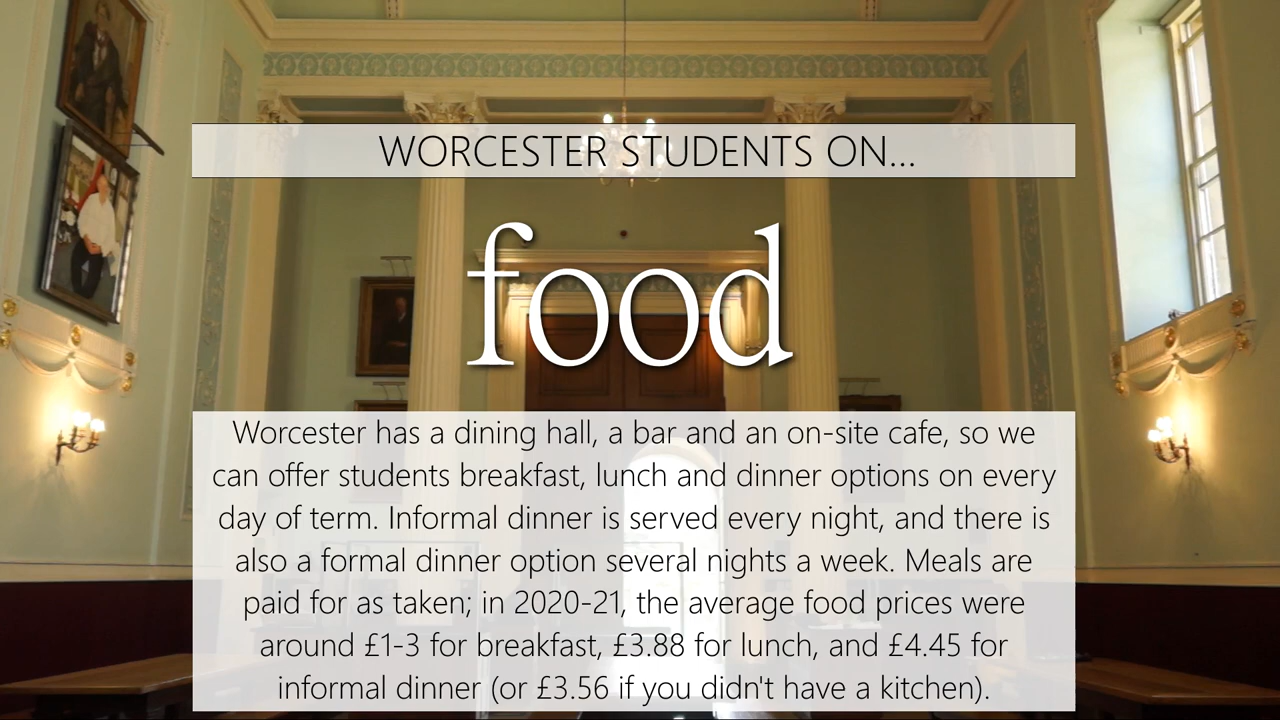 WORCESTER STUDENTS ON...
food
Worcester has a dining hall, a bar and an on-site cafe, so we
can offer students breakfast, lunch and dinner options on every
day of term. Informal dinner is served every night, and there is
also a formal dinner option several nights a week. Meals are
paid for as taken; in 2020-21, the average food prices were
around £1-3 for breakfast, £3.88 for lunch, and £4.45 for
informal dinner (or £3.56 if you didn't have a kitchen).